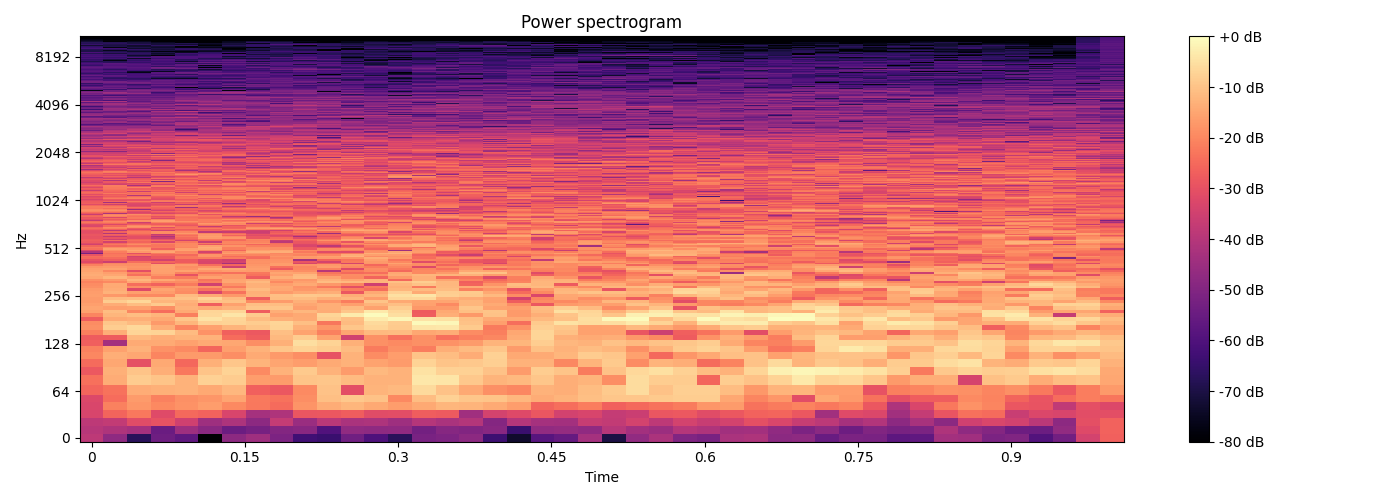 Power spectrogram
Hz
8192
4096
2048
1024
512
256
128
64
0
0 0.15 0.3 0.45 0.6 0.75 0.9
Time
+0 dB
-10 dB
-20 dB
-30 dB
-40 dB
-50 dB
-60 dB
-70 dB
-80 dB